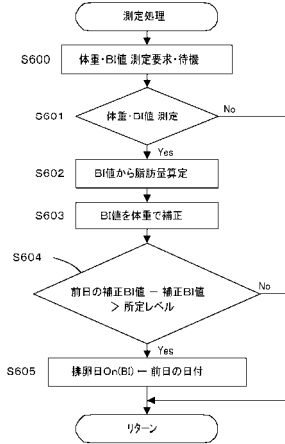 測定処理
S600
体重・BI値 測定要求・待機
S601
体重・BI値 測定
No
Yes
S602
BI値から脂肪量算定
S603
BI値を体重で補正
S604
前日の補正BI値 － 補正BI値
＞ 所定レベル
No
Yes
S605
排卵日On(BI) ← 前日の日付
リターン